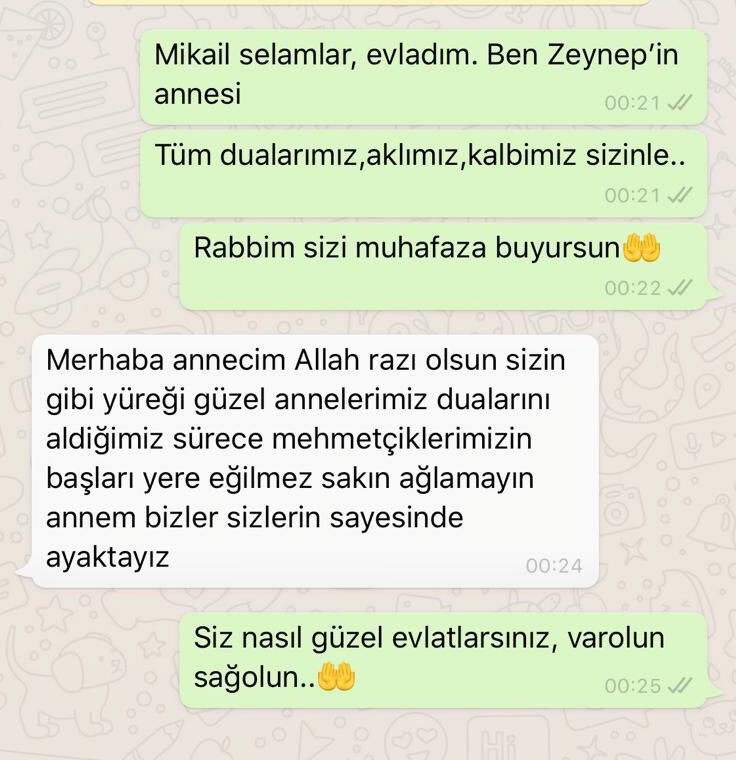 Mikail selamlar, evladım. Ben Zeynep’in
annesi
00:21
Tüm dualarımız,aklımız,kalbimiz sizinle..
00:21
Rabbim sizi muhafaza buyursun🤲
00:22
Merhaba annecim Allah razı olsun sizin
gibi yüreği güzel annelerimiz dualarını
aldiğimiz sürece mehmetçiklerimizin
başları yere eğilmez sakın ağlamayın
annem bizler sizlerin sayesinde
ayaktayız
00:24
Siz nasıl güzel evlatlarsınız, varolun
sağolun..🤲
00:25
Hi